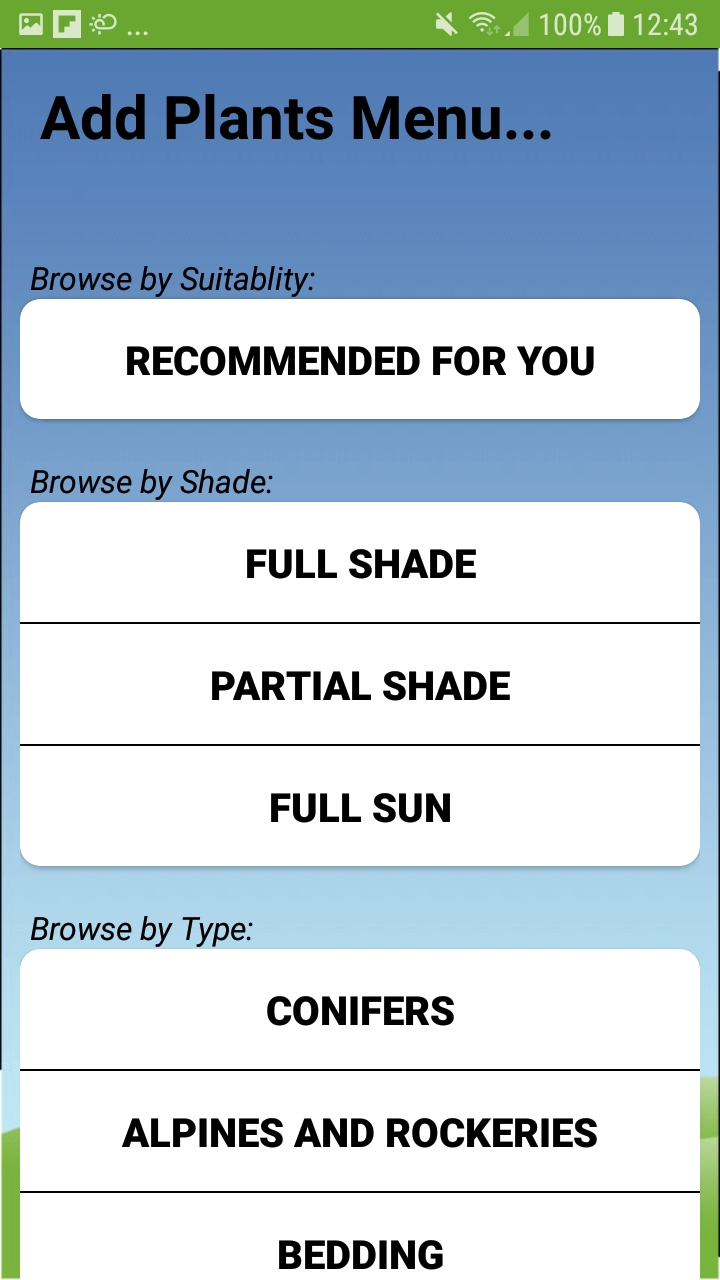 ... 100% 12:43
Add Plants Menu...
Browse by Suitablity:
RECOMMENDED FOR YOU
Browse by Shade:
FULL SHADE
PARTIAL SHADE
FULL SUN
Browse by Type:
CONIFERS
ALPINES AND ROCKERIES
BEDDING